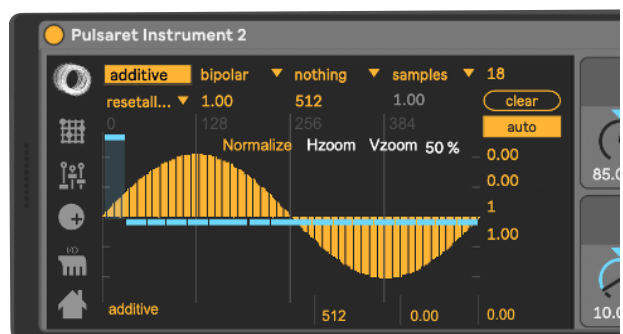 Pulsaret Instrument 2
additive bipolar nothing samples 18
resetall... 1.00 512 1.00 clear
0 128 256 384 auto
Normalize Hzoom Vzoom 50 % 0.00
0.00
1
1.00
I/O
additive 512 0.00 0.00
85.0
10.0